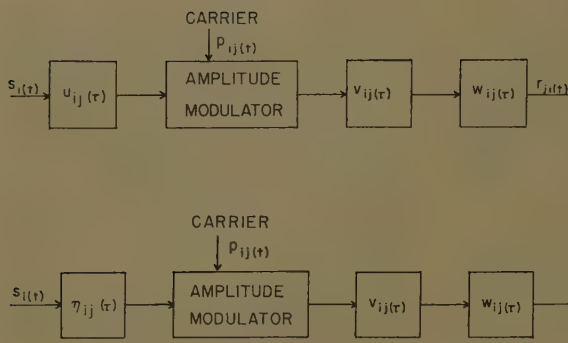 CARRIER
p_ij(t)
s_i(t)
u_ij(τ)
AMPLITUDE
MODULATOR
v_ij(τ)
w_ij(τ)
r_ji(t)
CARRIER
p_ij(t)
s_i(t)
η_ij(τ)
AMPLITUDE
MODULATOR
v_ij(τ)
w_ij(τ)